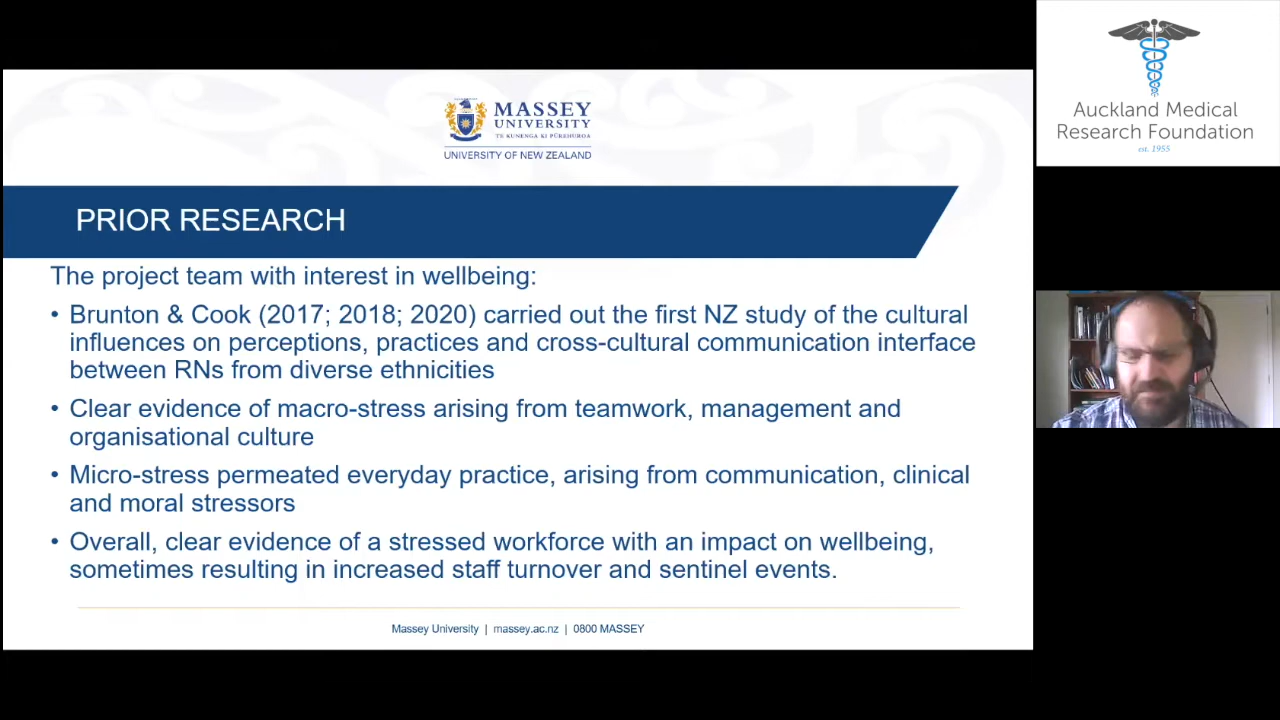 MASSEY
UNIVERSITY
TE KUNENGA KI PŪREHUROA
UNIVERSITY OF NEW ZEALAND
PRIOR RESEARCH
The project team with interest in wellbeing:
• Brunton & Cook (2017; 2018; 2020) carried out the first NZ study of the cultural
influences on perceptions, practices and cross-cultural communication interface
between RNs from diverse ethnicities
• Clear evidence of macro-stress arising from teamwork, management and
organisational culture
• Micro-stress permeated everyday practice, arising from communication, clinical
and moral stressors
• Overall, clear evidence of a stressed workforce with an impact on wellbeing,
sometimes resulting in increased staff turnover and sentinel events.
Massey University | massey.ac.nz | 0800 MASSEY
Auckland Medical
Research Foundation
est. 1955